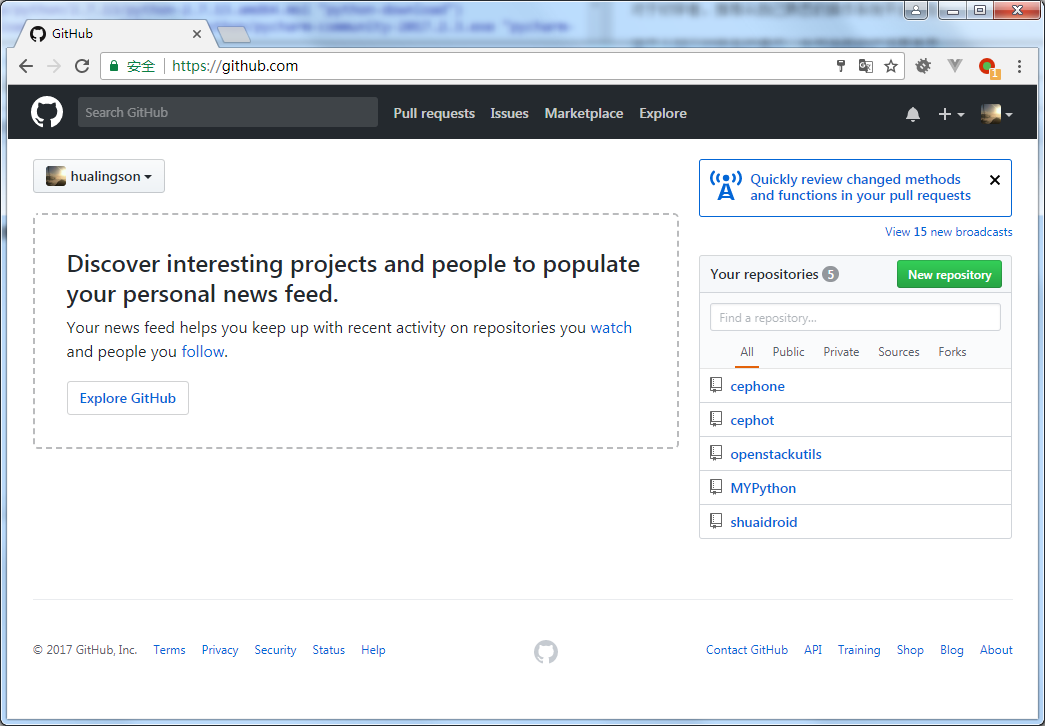 GitHub
安全
https://github.com
Search GitHub
Pull requests Issues Marketplace Explore
hualingson
Discover interesting projects and people to populate
your personal news feed.
Your news feed helps you keep up with recent activity on repositories you watch
and people you follow.
Explore GitHub
Quickly review changed methods
and functions in your pull requests
View 15 new broadcasts
Your repositories 5
New repository
Find a repository...
All Public Private Sources Forks
cephone
cephot
openstackutils
MYPython
shuaidroid
© 2017 GitHub, Inc. Terms Privacy Security Status Help
Contact GitHub API Training Shop Blog About